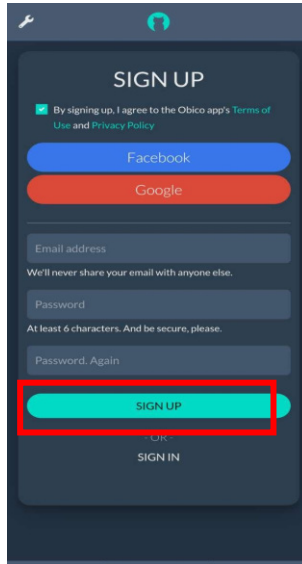 SIGN UP
By signing up, I agree to the Obico app's Terms of
Use and Privacy Policy
Facebook
Google
Email address
We'll never share your email with anyone else.
Password
At least 6 characters. And be secure, please.
Password. Again
SIGN UP
- OR -
SIGN IN